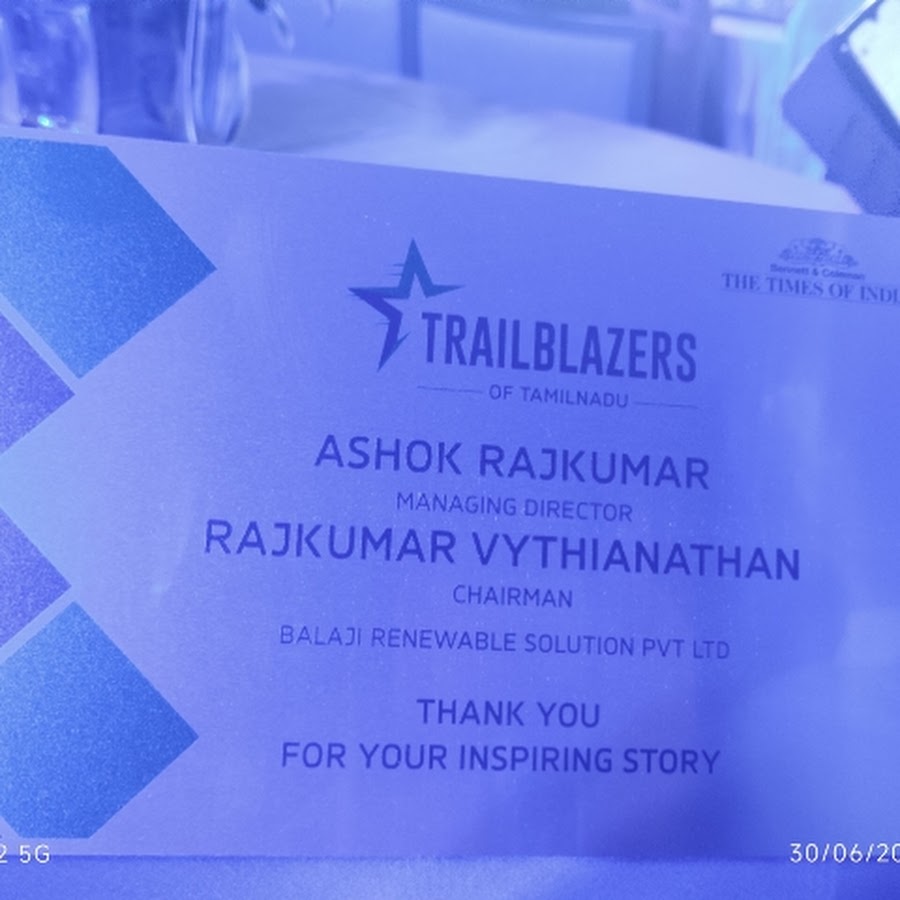 Bennett & Coleman
THE TIMES OF INDI
TRAILBLAZERS
OF TAMILNADU
ASHOK RAJKUMAR
MANAGING DIRECTOR
RAJKUMAR VYTHIANATHAN
CHAIRMAN
BALAJI RENEWABLE SOLUTION PVT LTD
THANK YOU
FOR YOUR INSPIRING STORY
2 5G
30/06/20